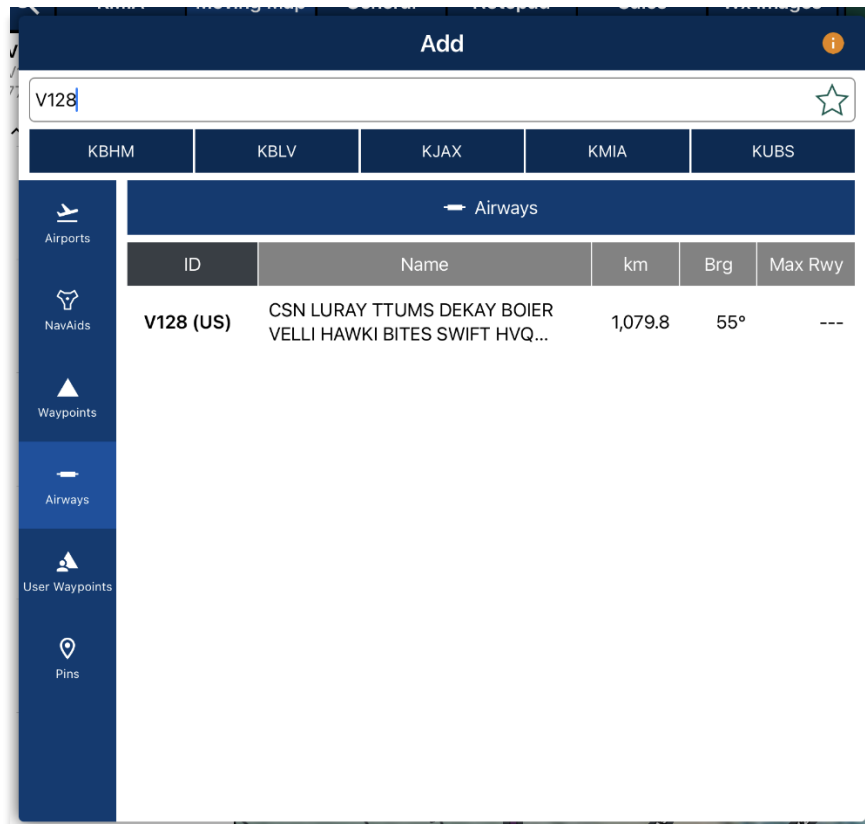 Add
V128
KBHM KBLV KJAX KMIA KUBS
Airports
NavAids
Waypoints
Airways
User Waypoints
Pins
Airways
ID Name km Brg Max Rwy
V128 (US) CSN LURAY TTUMS DEKAY BOIER 1,079.8 55° ---
VELLI HAWKI BITES SWIFT HVQ...